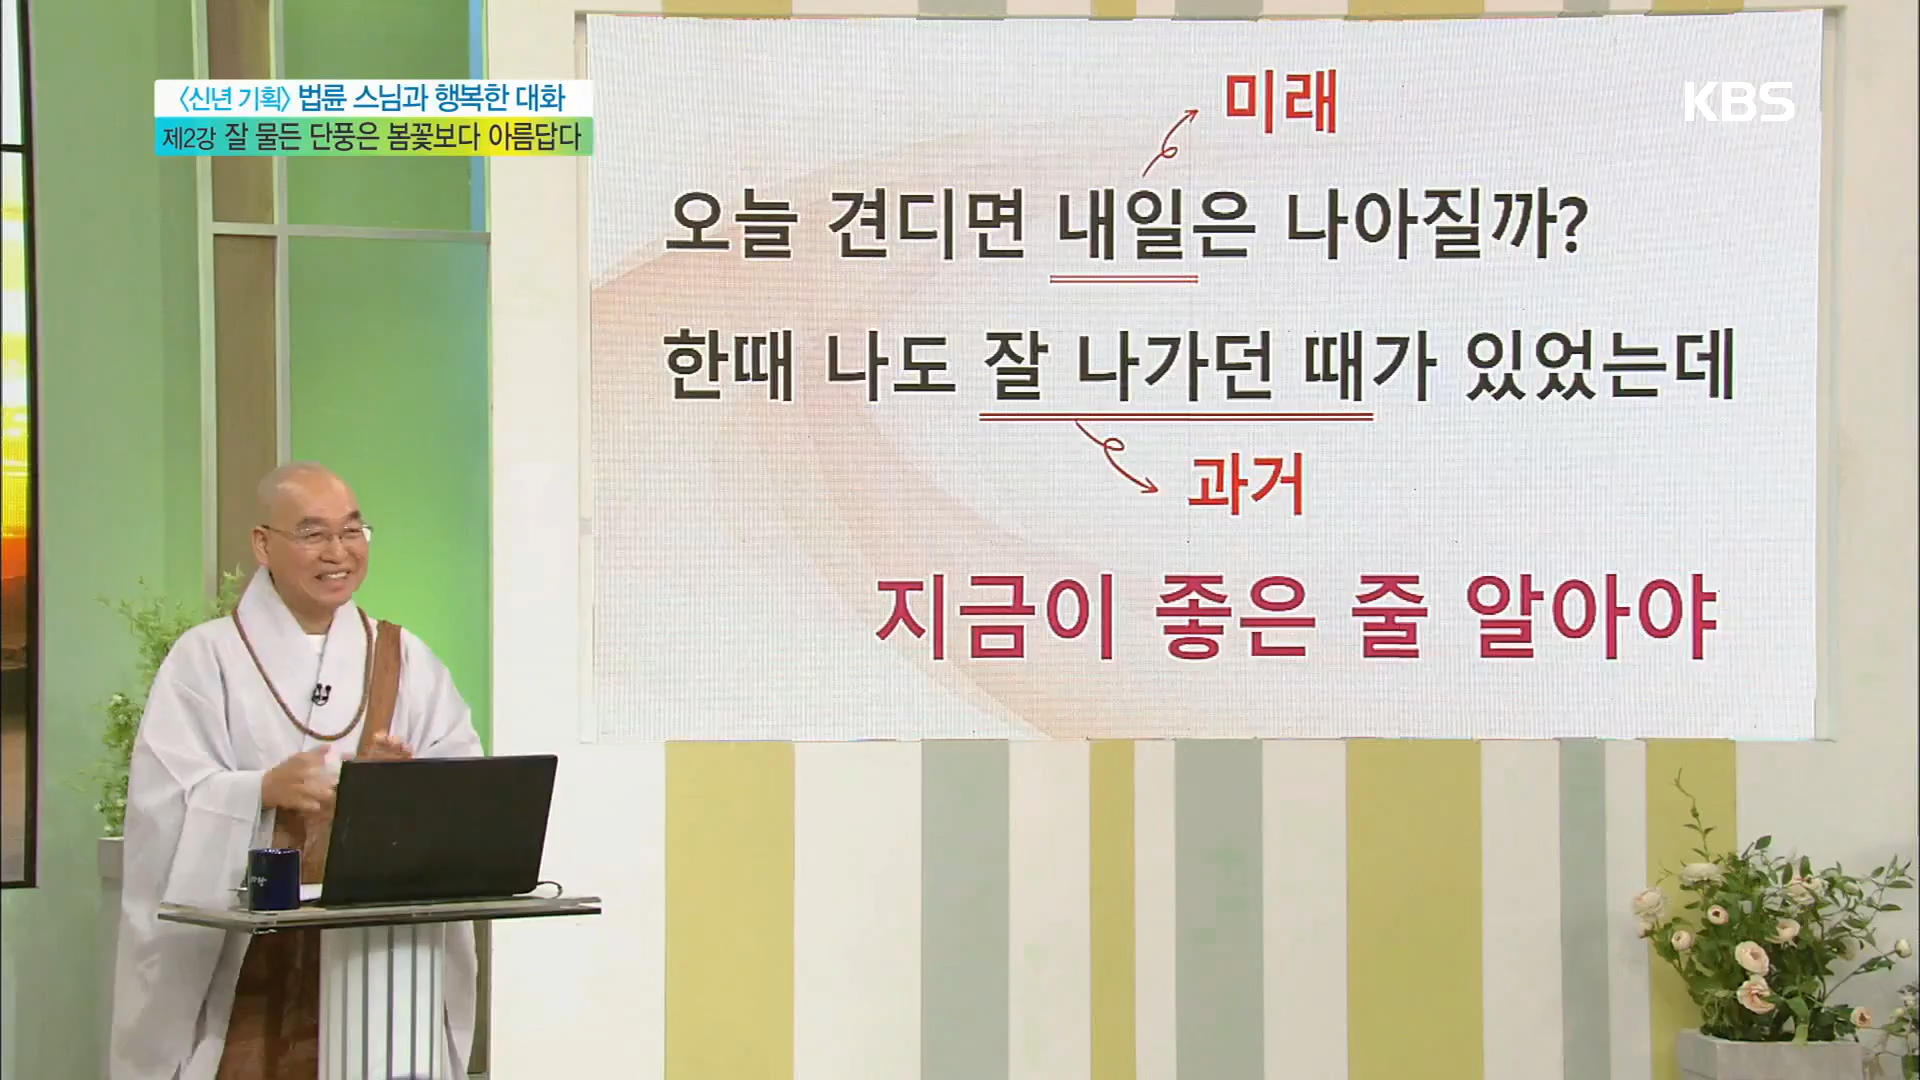 <신년 기획> 법륜 스님과 행복한 대화
제2강 잘 물든 단풍은 봄꽃보다 아름답다
KBS
미래
오늘 견디면 내일은 나아질까?
한때 나도 잘 나가던 때가 있었는데
과거
지금이 좋은 줄 알아야